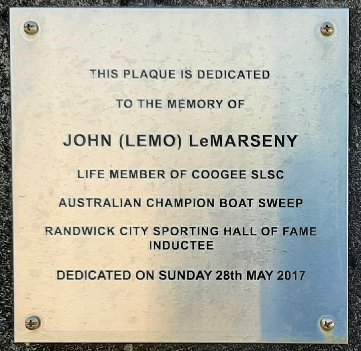 THIS PLAQUE IS DEDICATED
TO THE MEMORY OF
JOHN (LEMO) LeMARSENY
LIFE MEMBER OF COOGEE SLSC
AUSTRALIAN CHAMPION BOAT SWEEP
RANDWICK CITY SPORTING HALL OF FAME
INDUCTEE
DEDICATED ON SUNDAY 28th MAY 2017